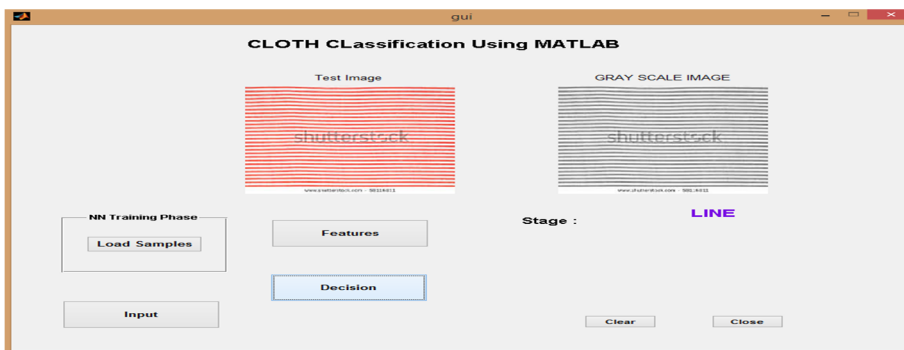 gui
CLOTH CLassification Using MATLAB
Test Image
GRAY SCALE IMAGE
shutterstock
shutterstock
NN Training Phase
Load Samples
Features
Stage :
LINE
Decision
Input
Clear
Close